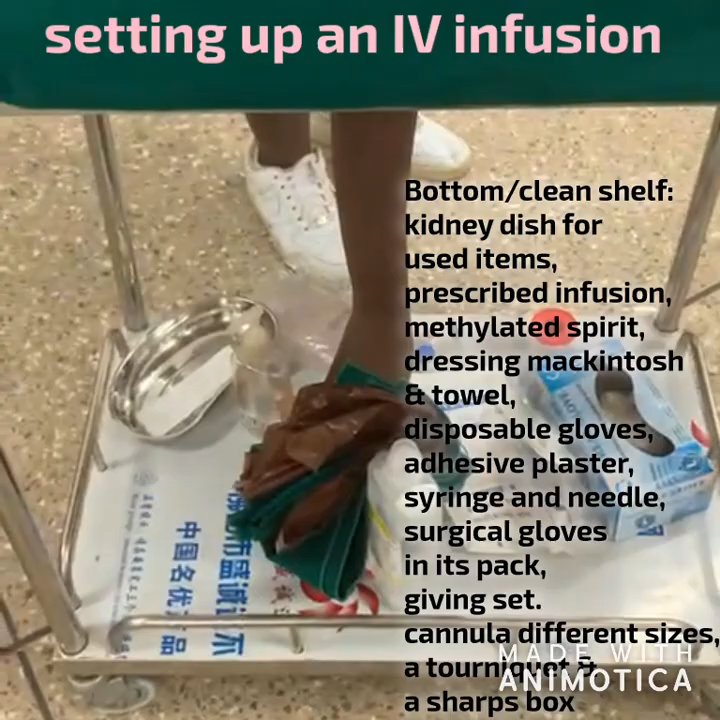 setting up an IV infusion
Bottom/clean shelf:
kidney dish for
used items,
prescribed infusion,
methylated spirit,
dressing mackintosh
& towel,
disposable gloves,
adhesive plaster,
syringe and needle,
surgical gloves
in its pack,
giving set.
cannula different sizes,
a tourniquet &
a sharps box
MADE WITH
ANIMOTICA
中国名优产品